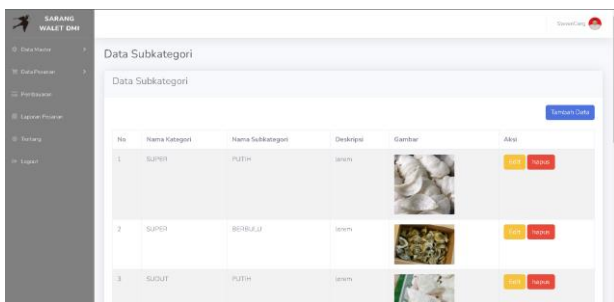 SARANG
WALET DMI
Data Master
Data Pesanan
Pembayaran
Laporan Pesanan
Tentang
Logout
Data Subkategori
Data Subkategori
Tambah Data
No Nama Kategori Nama Subkategori Deskripsi Gambar Aksi
1 SUPER PUTIH lorem Edit hapus
2 SUPER BERBULU lorem Edit hapus
3 SUDUT PUTIH lorem Edit hapus